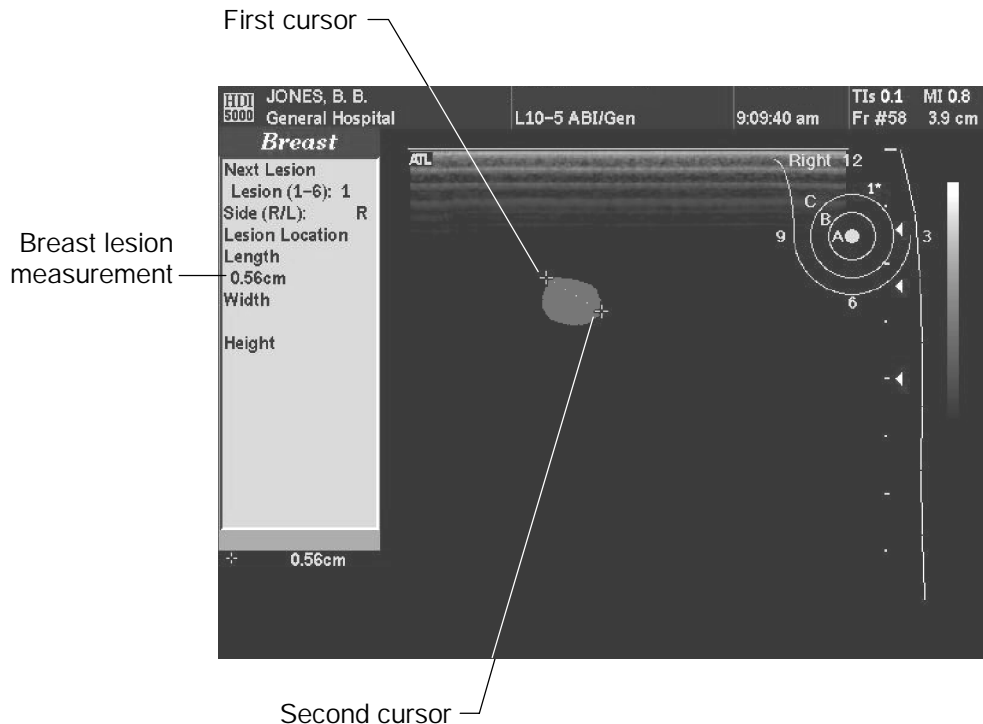 First cursor
HDI 5000
JONES, B. B.
General Hospital
L10-5 ABI/Gen
9:09:40 am
TIs 0.1 MI 0.8
Fr #58 3.9 cm
Breast
Next Lesion
Lesion (1-6): 1
Side (R/L): R
Lesion Location
Length
0.56cm
Width
Height
0.56cm
ATL
Right 12
1*
C
B
A
9
3
6
Breast lesion
measurement
Second cursor